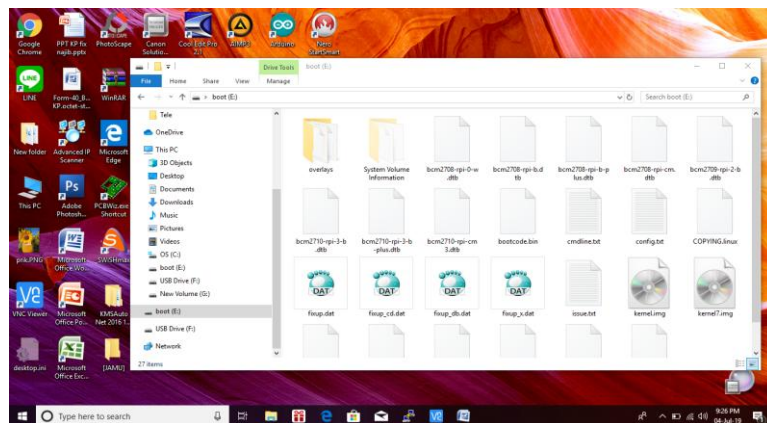 Google
Chrome
PPT KP fix
najib.pptx
PhotoScape
Canon
Solutio...
Cool Edit Pro
2.1
AIMP3
Arduino
Nero
StartSmart
LINE
Form-40_B...
KP.octet-st...
WinRAR
New folder
Advanced IP
Scanner
Microsoft
Edge
This PC
Adobe
Photosh...
PCBWiz.exe
Shortcut
pnk.PNG
Microsoft
Office Wo...
VNC Viewer
Microsoft
Office Po...
KMSAuto
Net 2016 1...
desktop.ini
Microsoft
Office Exc...
[JAMU]
Drive Tools
boot (E:)
File
Home
Share
View
Manage
boot (E:)
Search boot (E:)
Tele
OneDrive
This PC
3D Objects
Desktop
Documents
Downloads
Music
Pictures
Videos
OS (C:)
boot (E:)
USB Drive (F:)
New Volume (G:)
boot (E:)
USB Drive (F:)
Network
overlays
System Volume
Information
bcm2708-rpi-0-w
.dtb
bcm2708-rpi-b.d
tb
bcm2708-rpi-b-p
lus.dtb
bcm2708-rpi-cm.
dtb
bcm2709-rpi-2-b
.dtb
bcm2710-rpi-3-b
.dtb
bcm2710-rpi-3-b
-plus.dtb
bcm2710-rpi-cm
3.dtb
bootcode.bin
cmdline.txt
config.txt
COPYING.linux
DAT
fixup.dat
DAT
fixup_cd.dat
DAT
fixup_db.dat
DAT
fixup_x.dat
issue.txt
kernel.img
kernel7.img
27 items
Type here to search
9:26 PM
04-Jul-19